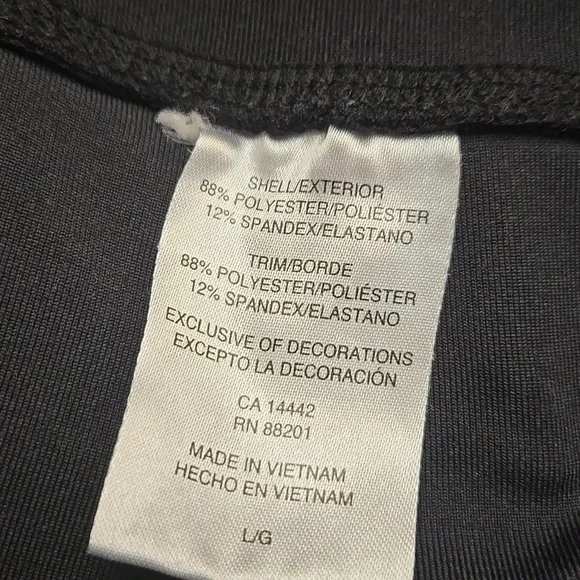 SHELL/EXTERIOR
88% POLYESTER/POLIÉSTER
12% SPANDEX/ELASTANO
TRIM/BORDE
88% POLYESTER/POLIÉSTER
12% SPANDEX/ELASTANO
EXCLUSIVE OF DECORATIONS
EXCEPTO LA DECORACIÓN
CA 14442
RN 88201
MADE IN VIETNAM
HECHO EN VIETNAM
L/G